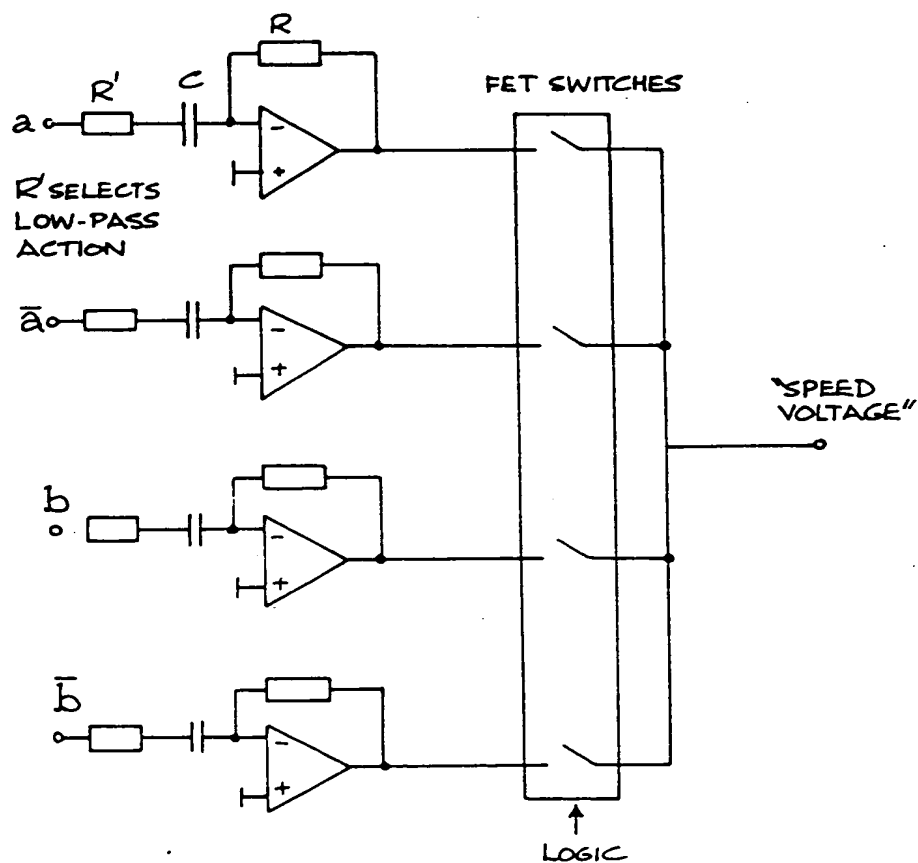 R
R' C
FET SWITCHES
a
-
+
R' SELECTS
LOW-PASS
ACTION
a̅
-
+
"SPEED
VOLTAGE"
b
-
+
b̅
-
+
LOGIC